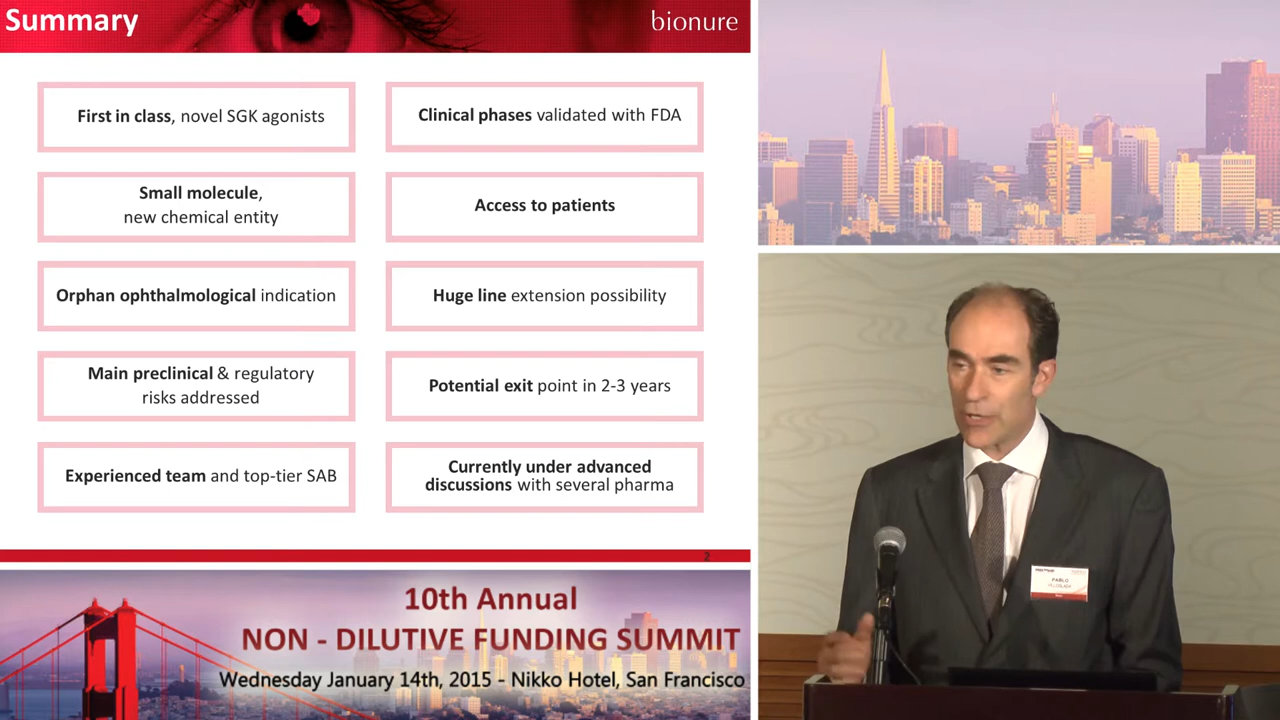 Summary
bionure
First in class, novel SGK agonists
Small molecule,
new chemical entity
Orphan ophthalmological indication
Main preclinical & regulatory
risks addressed
Experienced team and top-tier SAB
Clinical phases validated with FDA
Access to patients
Huge line extension possibility
Potential exit point in 2-3 years
Currently under advanced
discussions with several pharma
2
10th Annual
NON - DILUTIVE FUNDING SUMMIT
Wednesday January 14th, 2015 - Nikko Hotel, San Francisco
PABLO